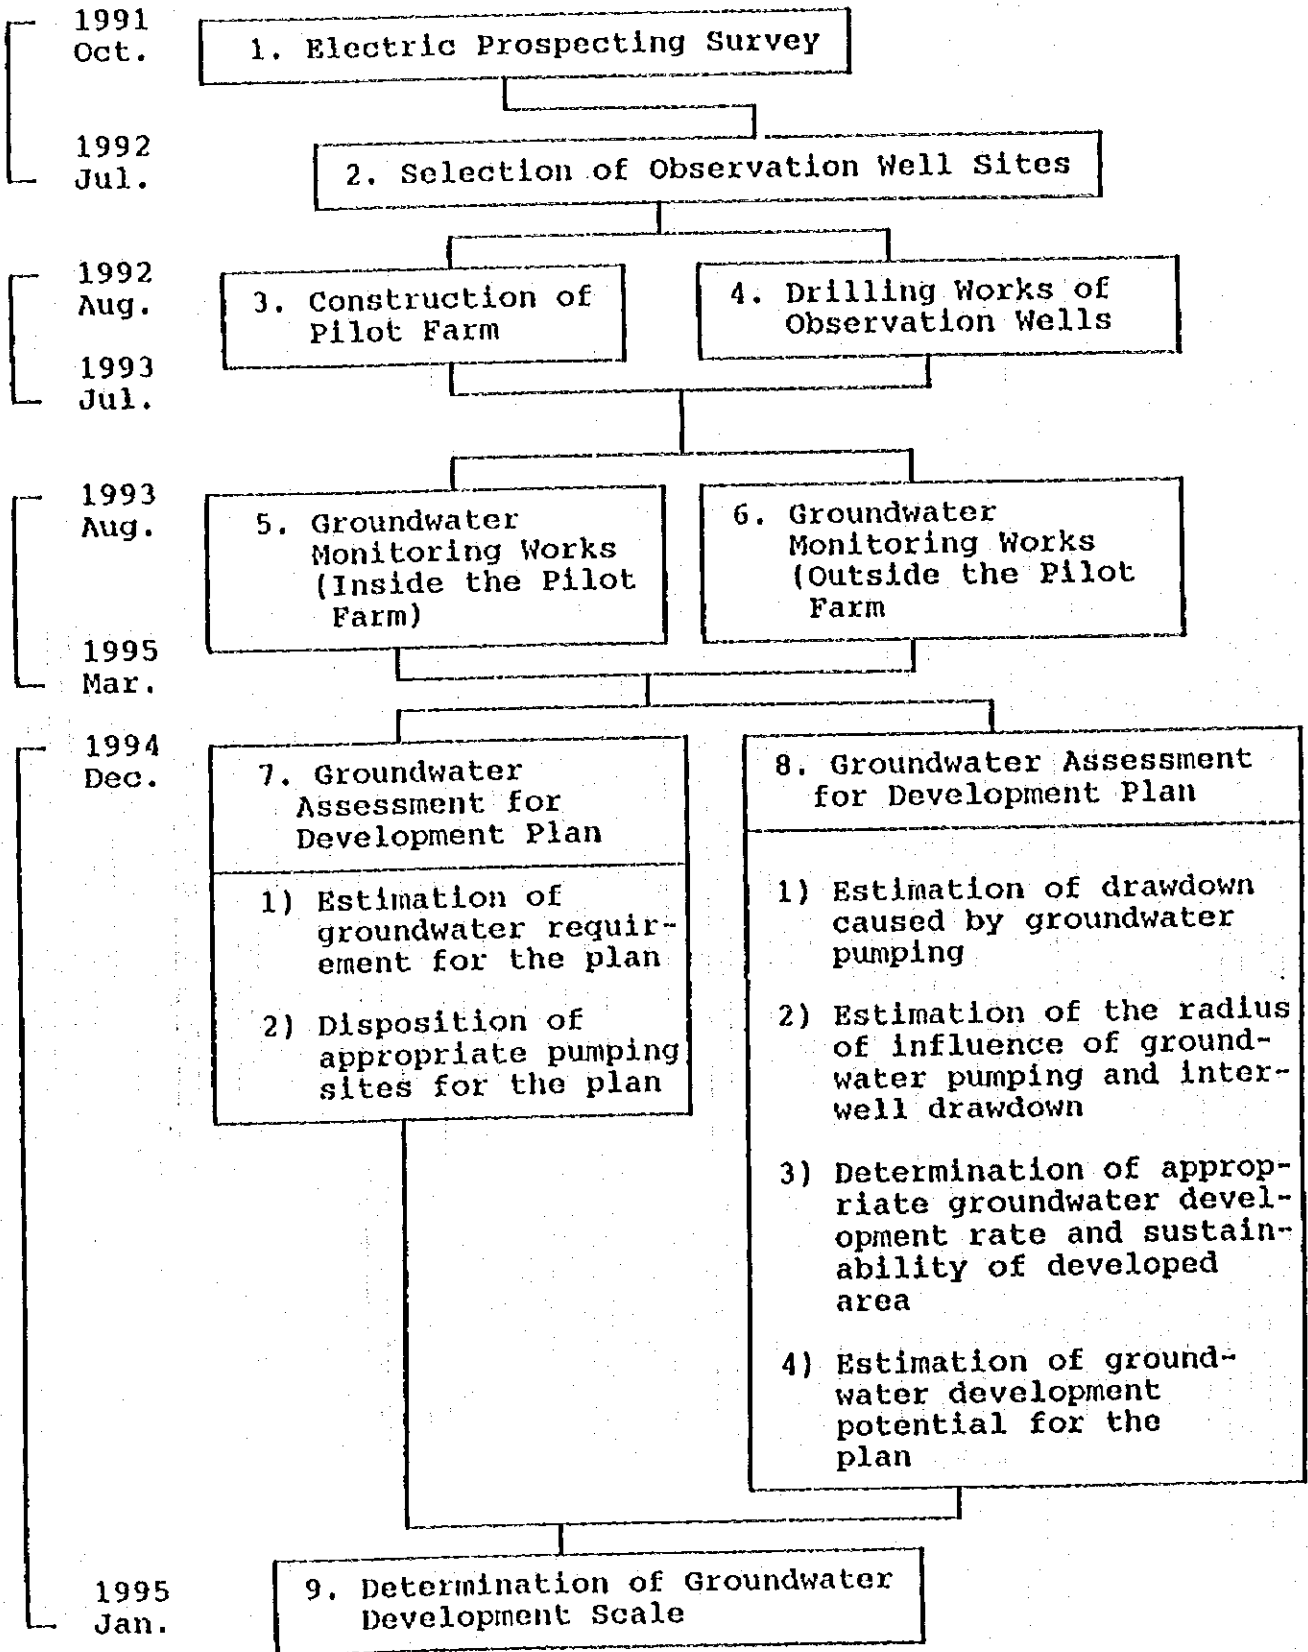 1991
Oct.
1. Electric Prospecting Survey
1992
Jul.
2. Selection of Observation Well Sites
1992
Aug.
1993
Jul.
3. Construction of
Pilot Farm
4. Drilling Works of
Observation Wells
1993
Aug.
1995
Mar.
5. Groundwater
Monitoring Works
(Inside the Pilot
Farm)
6. Groundwater
Monitoring Works
(Outside the Pilot
Farm
1994
Dec.
7. Groundwater
Assessment for
Development Plan
1) Estimation of
groundwater requir-
ement for the plan
2) Disposition of
appropriate pumping
sites for the plan
8. Groundwater Assessment
for Development Plan
1) Estimation of drawdown
caused by groundwater
pumping
2) Estimation of the radius
of influence of ground-
water pumping and inter-
well drawdown
3) Determination of approp-
riate groundwater devel-
opment rate and sustain-
ability of developed
area
4) Estimation of ground-
water development
potential for the
plan
1995
Jan.
9. Determination of Groundwater
Development Scale